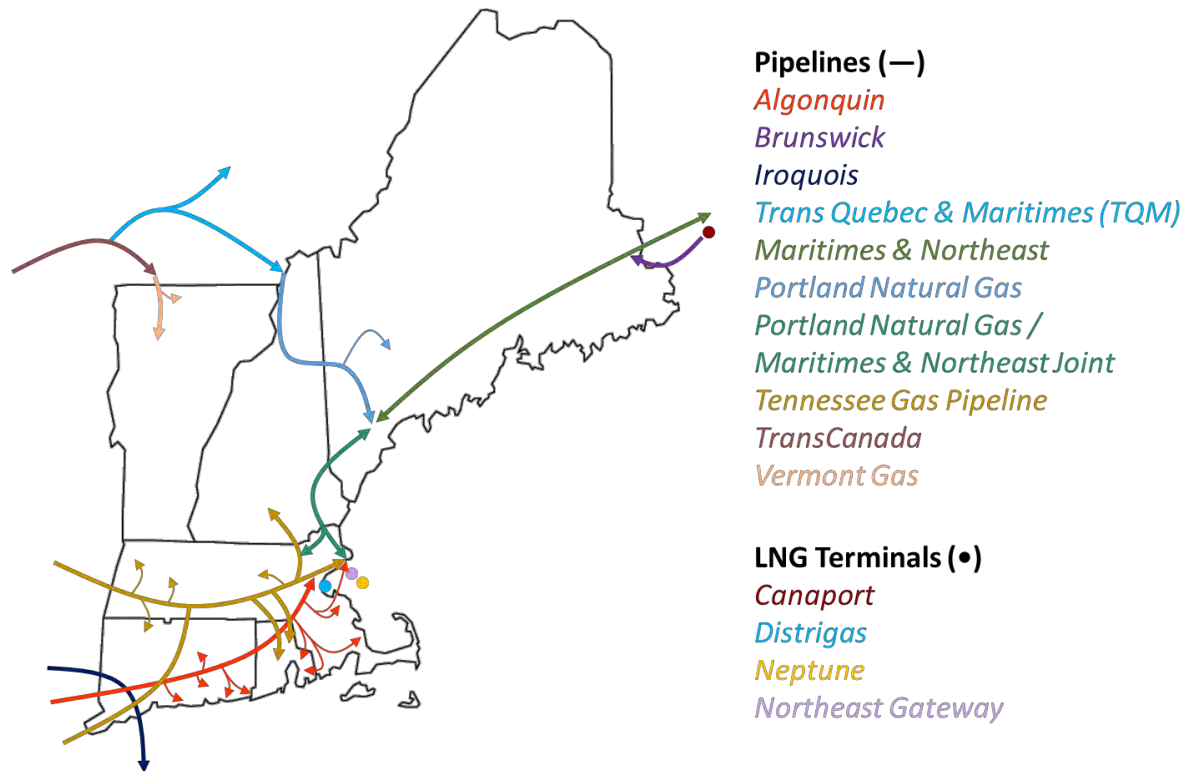 Pipelines (—)
Algonquin
Brunswick
Iroquois
Trans Quebec & Maritimes (TQM)
Maritimes & Northeast
Portland Natural Gas
Portland Natural Gas /
Maritimes & Northeast Joint
Tennessee Gas Pipeline
TransCanada
Vermont Gas
LNG Terminals (•)
Canaport
Distrigas
Neptune
Northeast Gateway